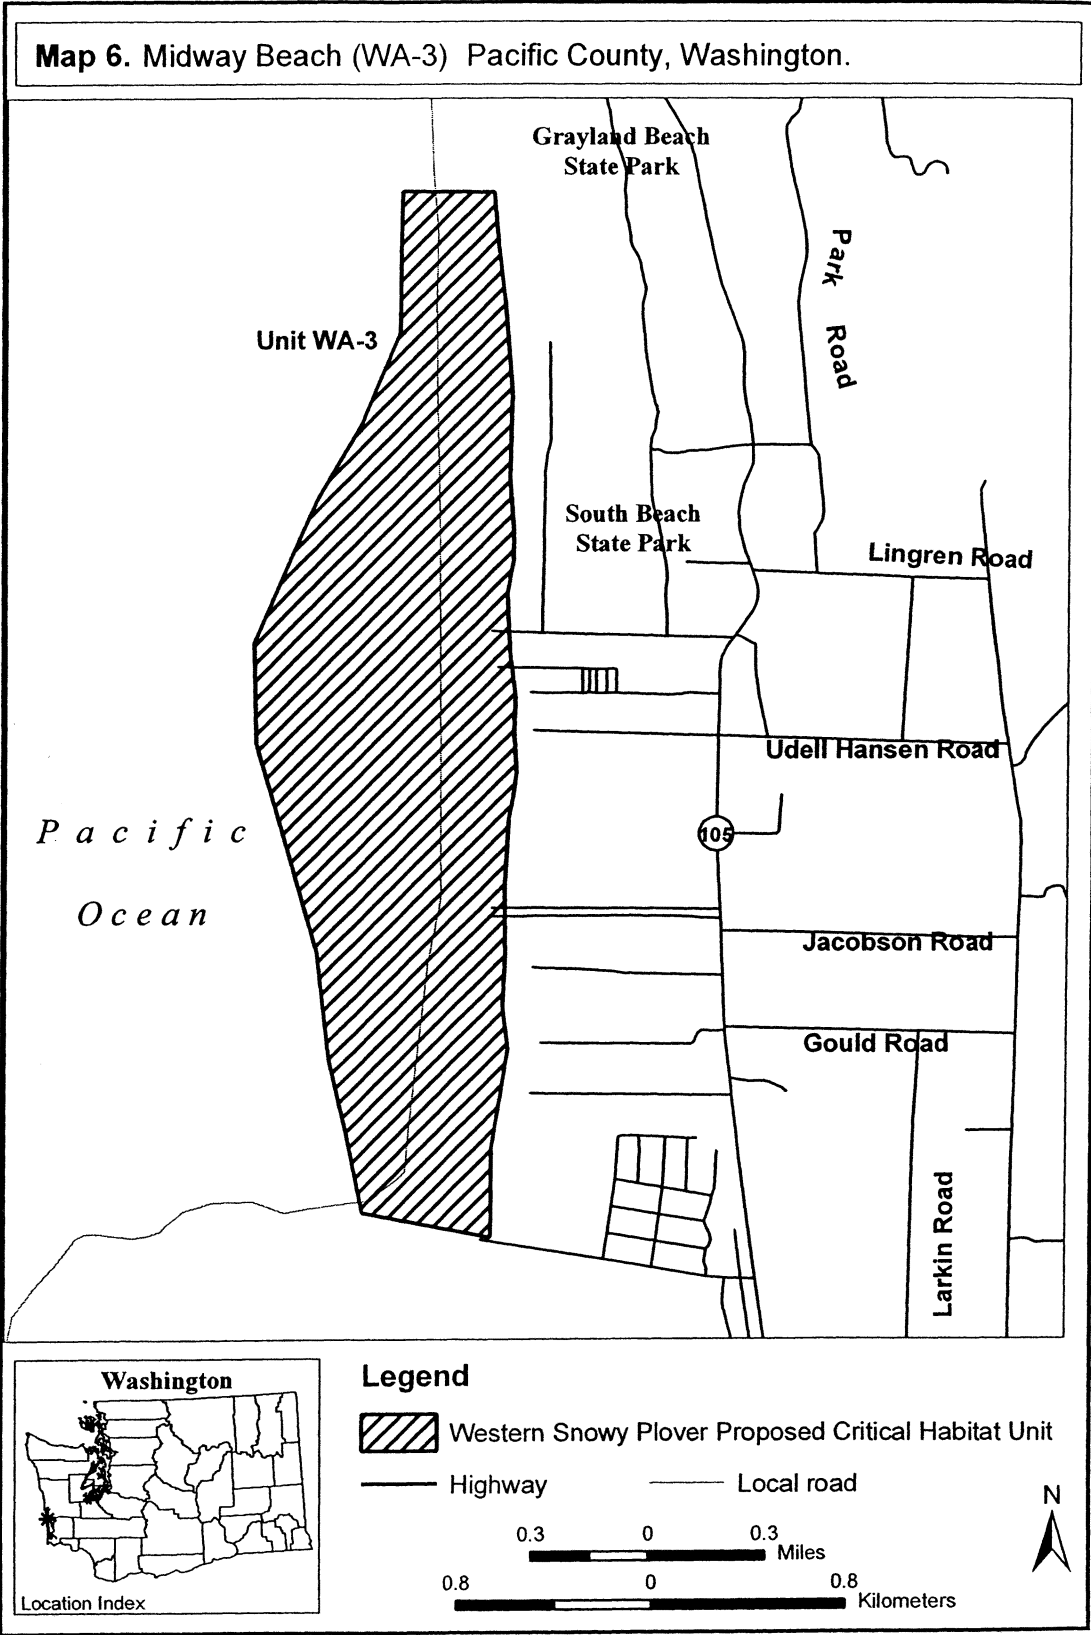 Map 6. Midway Beach (WA-3) Pacific County, Washington.
Grayland Beach
State Park
Park Road
Unit WA-3
South Beach
State Park
Lingren Road
Udell Hansen Road
Pacific
Ocean
105
Jacobson Road
Gould Road
Larkin Road
Washington
Location Index
Legend
Western Snowy Plover Proposed Critical Habitat Unit
Highway
Local road
0.3 0 0.3
Miles
0.8 0 0.8
Kilometers
N